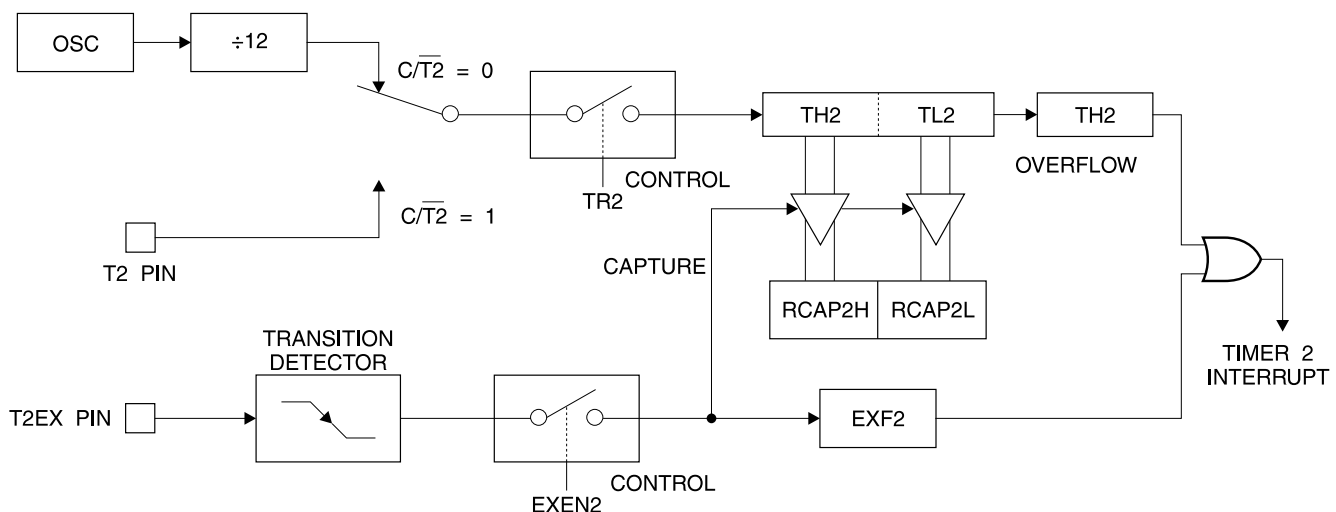 OSC
÷12
C/T2̅ = 0
TH2
TL2
TH2
OVERFLOW
CONTROL
TR2
C/T2̅ = 1
T2 PIN
CAPTURE
RCAP2H
RCAP2L
TRANSITION
DETECTOR
TIMER 2
INTERRUPT
T2EX PIN
EXF2
CONTROL
EXEN2